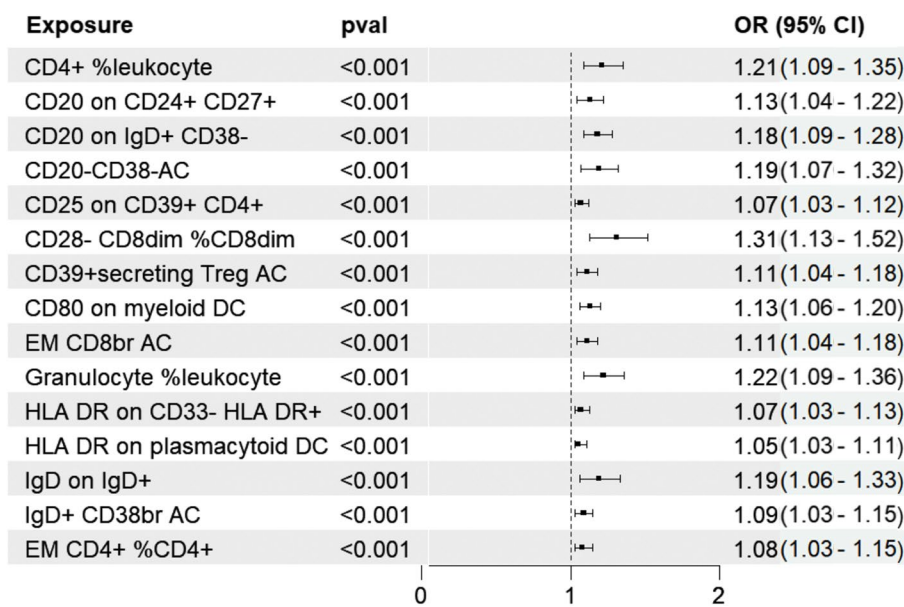 Exposure pval OR (95% CI)
CD4+ %leukocyte <0.001 1.21(1.09 - 1.35)
CD20 on CD24+ CD27+ <0.001 1.13(1.04 - 1.22)
CD20 on IgD+ CD38- <0.001 1.18(1.09 - 1.28)
CD20-CD38-AC <0.001 1.19(1.07 - 1.32)
CD25 on CD39+ CD4+ <0.001 1.07(1.03 - 1.12)
CD28- CD8dim %CD8dim <0.001 1.31(1.13 - 1.52)
CD39+secreting Treg AC <0.001 1.11(1.04 - 1.18)
CD80 on myeloid DC <0.001 1.13(1.06 - 1.20)
EM CD8br AC <0.001 1.11(1.04 - 1.18)
Granulocyte %leukocyte <0.001 1.22(1.09 - 1.36)
HLA DR on CD33- HLA DR+ <0.001 1.07(1.03 - 1.13)
HLA DR on plasmacytoid DC <0.001 1.05(1.03 - 1.11)
IgD on IgD+ <0.001 1.19(1.06 - 1.33)
IgD+ CD38br AC <0.001 1.09(1.03 - 1.15)
EM CD4+ %CD4+ <0.001 1.08(1.03 - 1.15)
0 1 2